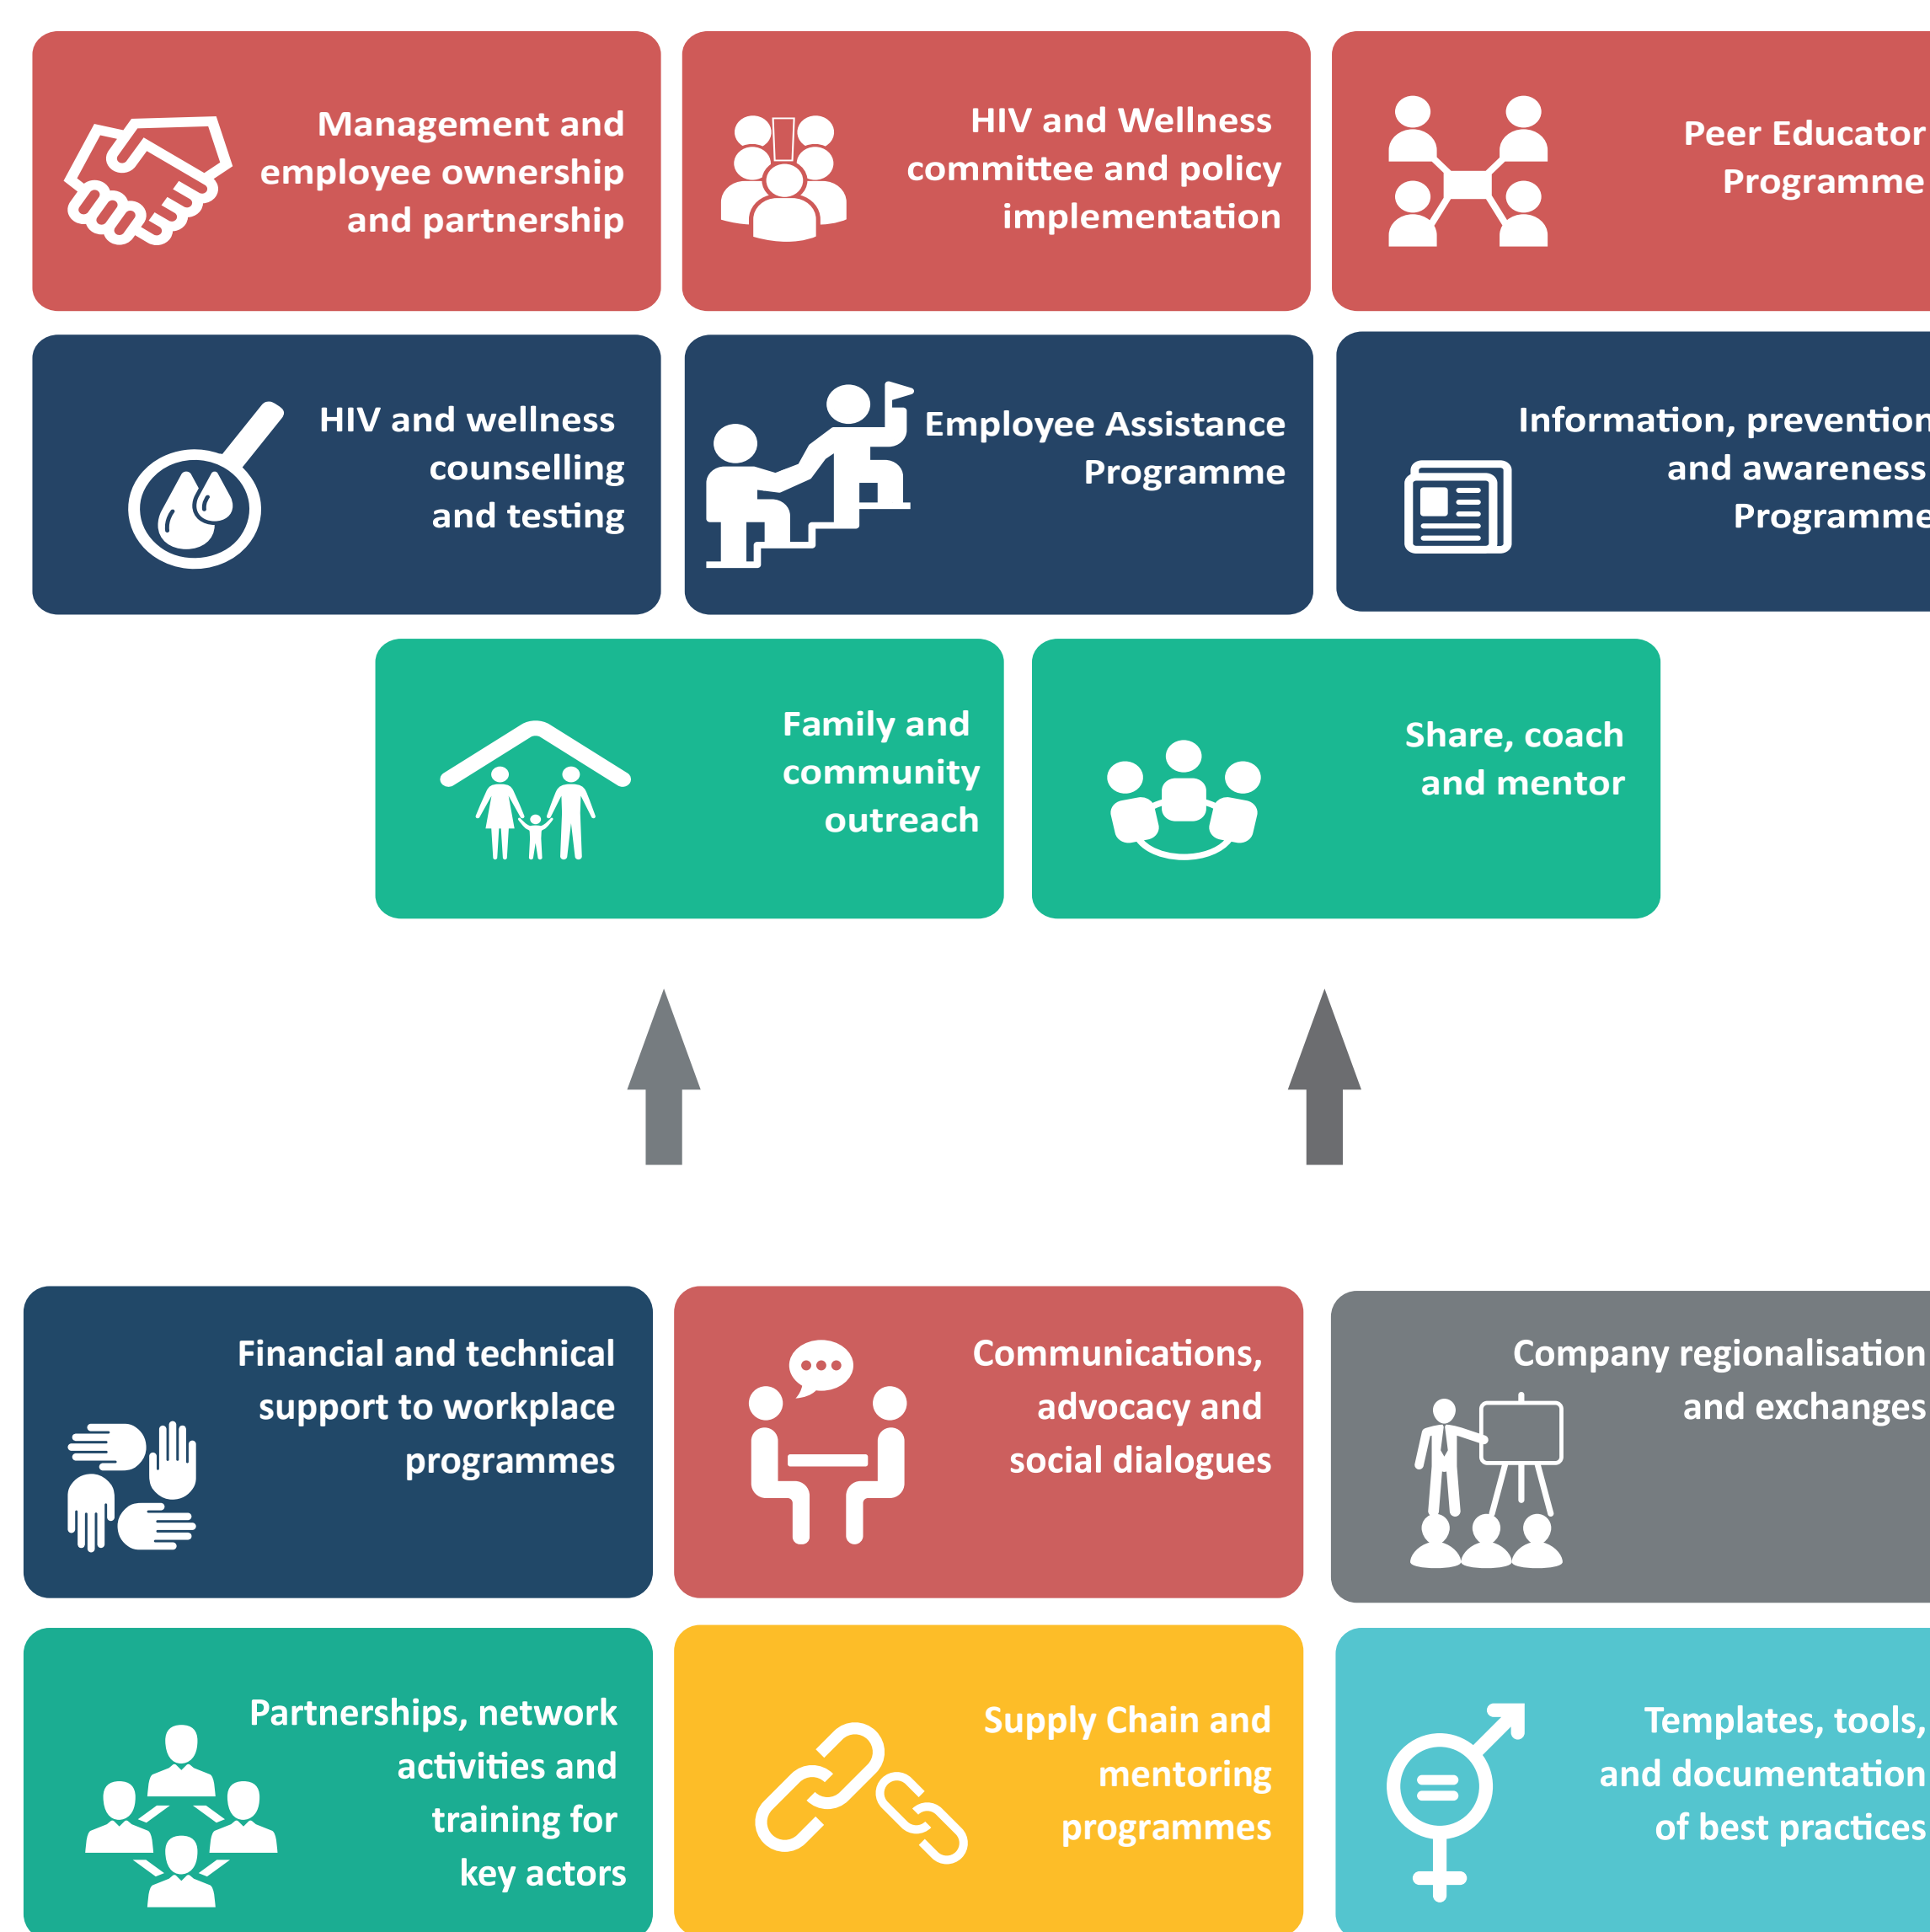 Management and
employee ownership
and partnership
HIV and Wellness
committee and policy
implementation
Peer Educator
Programme
HIV and wellness
counselling
and testing
Employee Assistance
Programme
Information, prevention
and awareness
Programme
Family and
community
outreach
Share, coach
and mentor
Financial and technical
support to workplace
programmes
Communications,
advocacy and
social dialogues
Company regionalisation
and exchanges
Partnerships, network
activities and
training for
key actors
Supply Chain and
mentoring
programmes
Templates, tools,
and documentation
of best practices